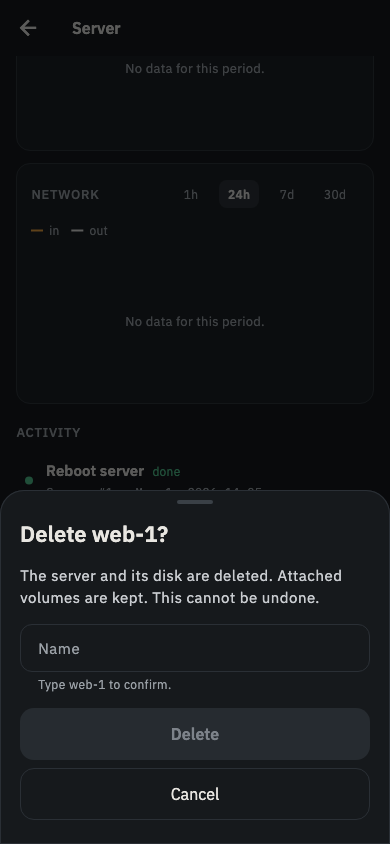 Server
No data for this period.
NETWORK 1h 24h 7d 30d
in out
No data for this period.
ACTIVITY
Reboot server done
Delete web-1?
The server and its disk are deleted. Attached
volumes are kept. This cannot be undone.
Name
Type web-1 to confirm.
Delete
Cancel